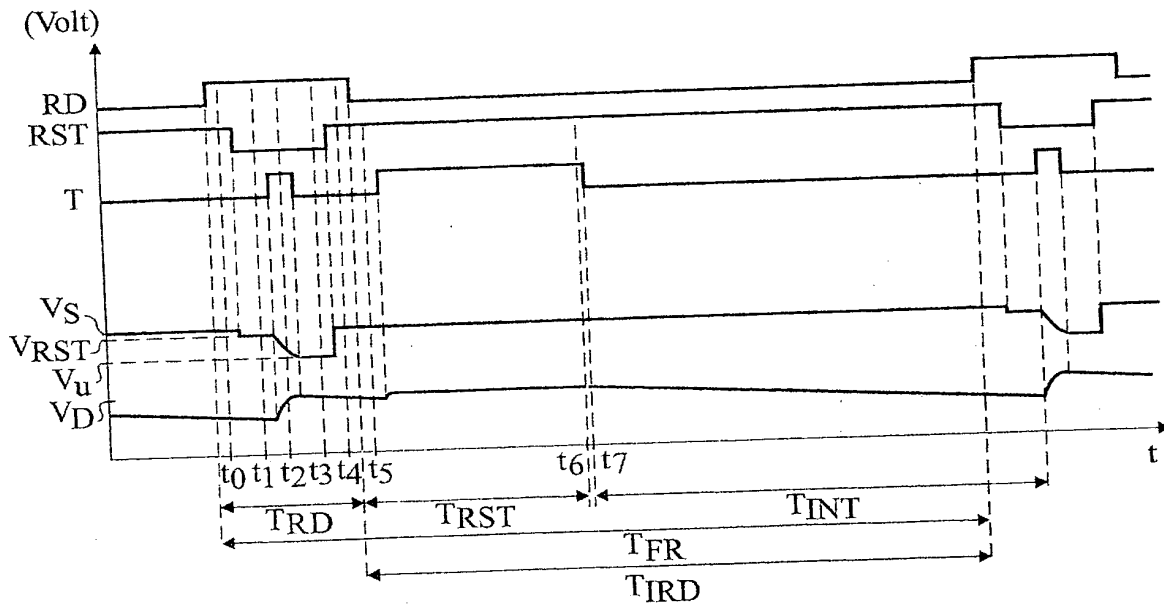 (Volt)
RD
RST
T
VS
VRST
Vu
VD
t0 t1 t2 t3 t4 t5 t6 t7 t
TRD TRST TINT
TFR
TIRD